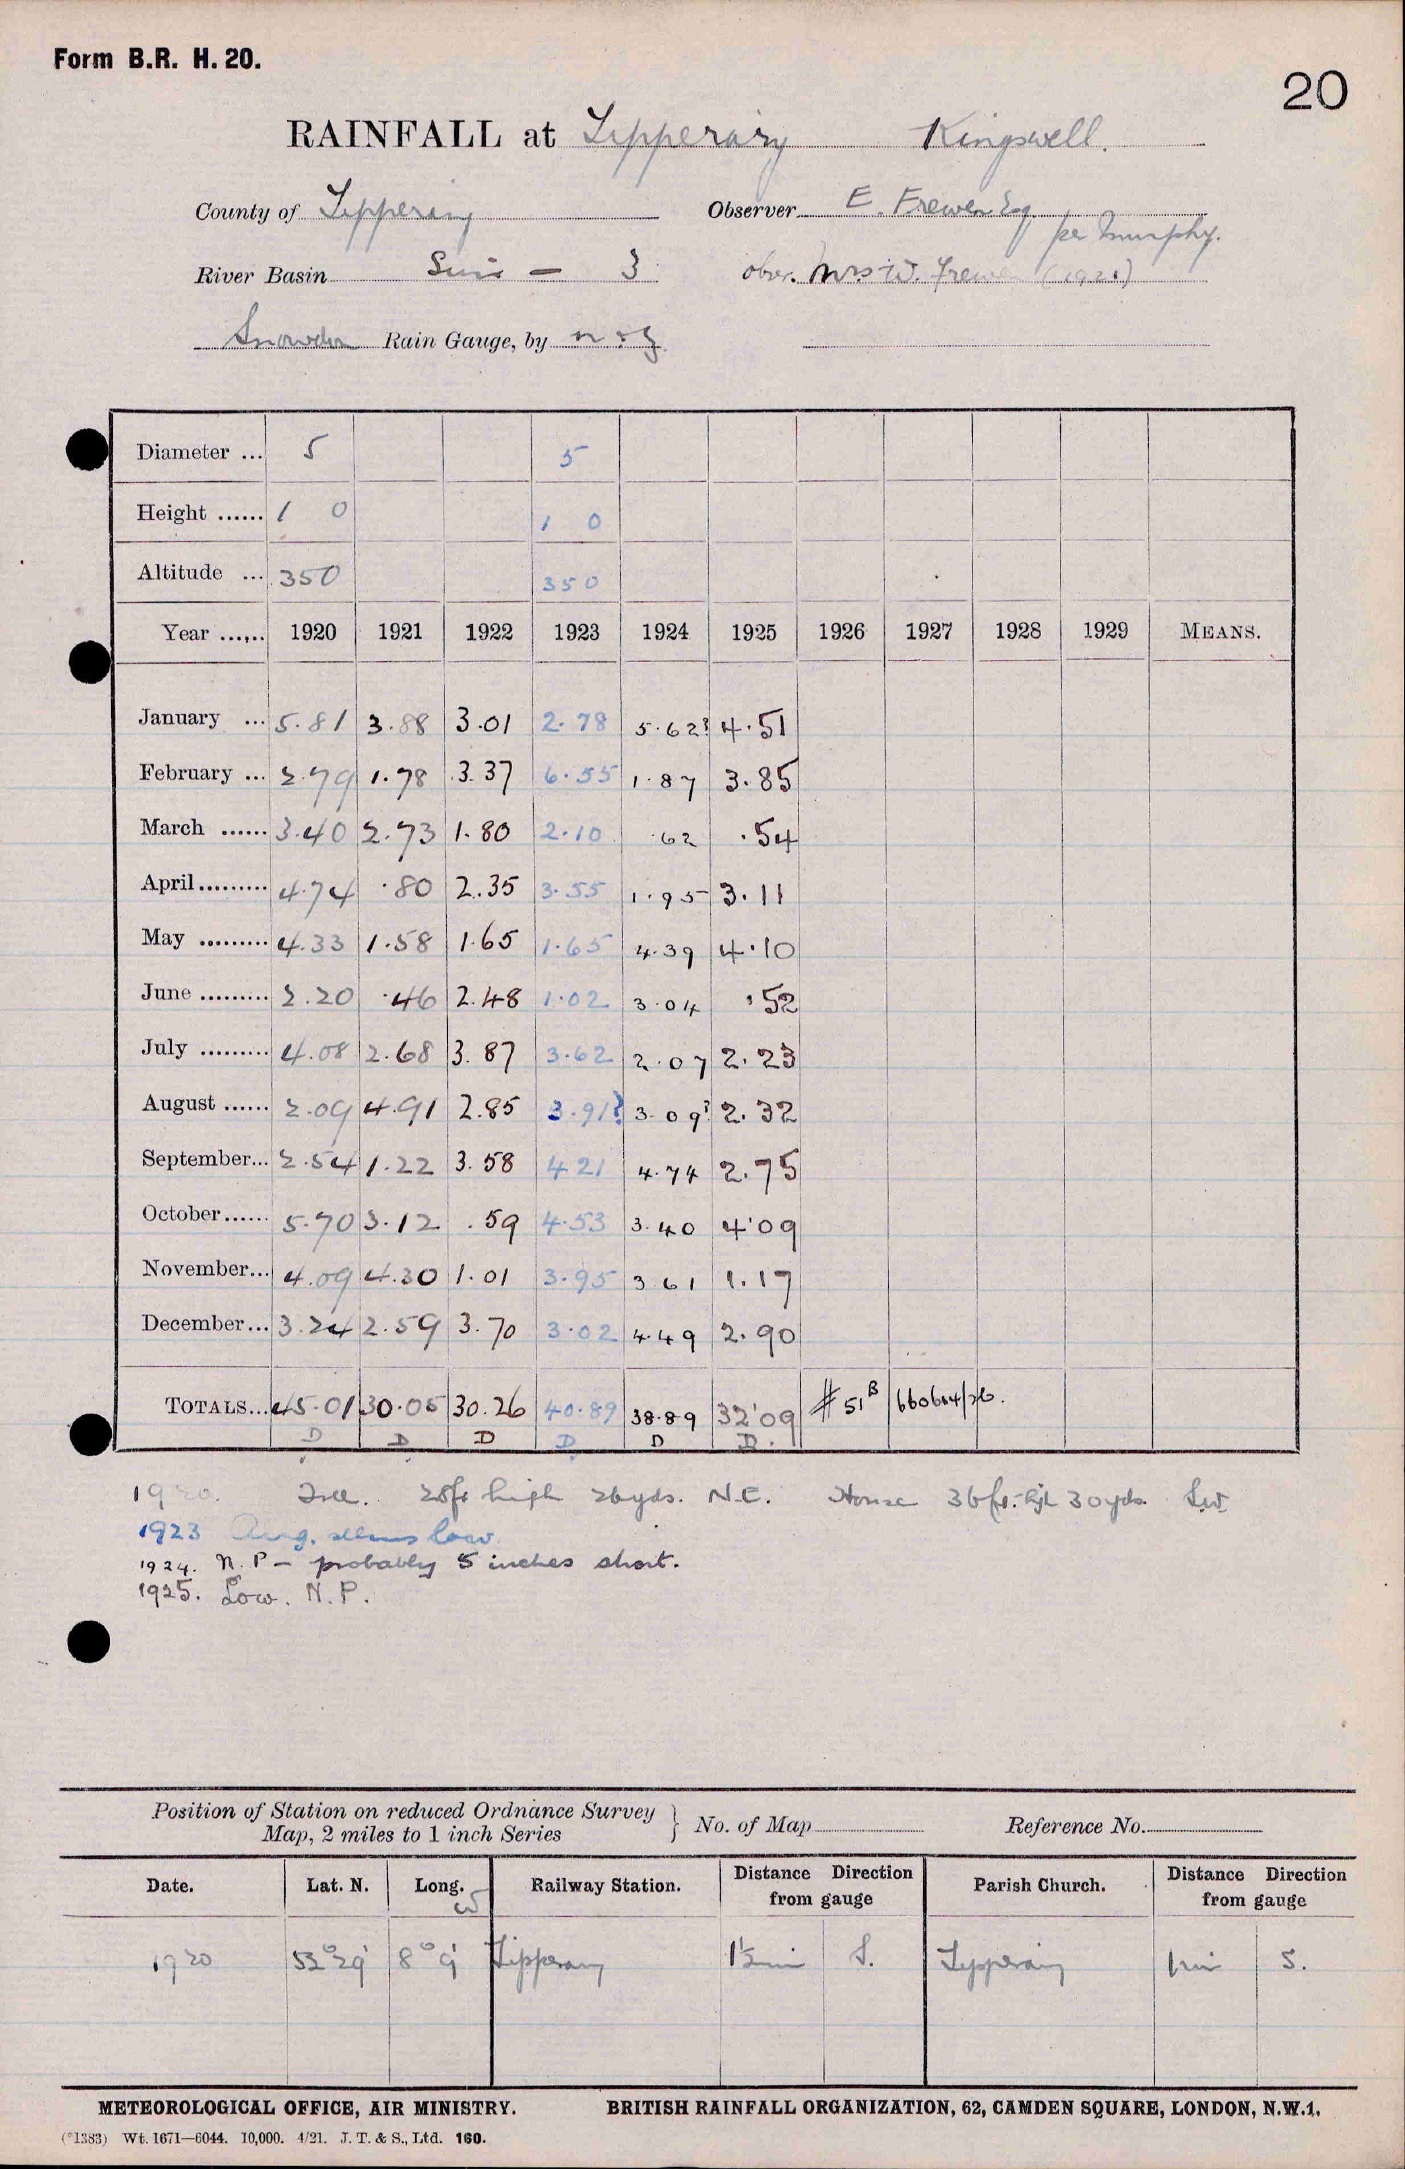 Form B.R. H. 20.
20
RAINFALL at Tipperary Kingswell.
County of Tipperary Observer E. Frewen Esq
per Murphy.
River Basin Suir — 3 obser. Mrs W. Frewen (1921)
Snowdon Rain Gauge, by N & Z
Diameter ... 5 5
Height ...... 1 0 1 0
Altitude ... 350 350
Year ...... 1920 1921 1922 1923 1924 1925 1926 1927 1928 1929 MEANS.
January ... 5.81 3.88 3.01 2.78 5.62? 4.51
February ... 2.79 1.78 3.37 6.55 1.87 3.85
March ...... 3.40 2.73 1.80 2.10 .62 .54
April ......... 4.74 .80 2.35 3.55 1.95 3.11
May ......... 4.33 1.58 1.65 1.65 4.39 4.10
June ......... 2.20 .46 2.48 1.02 3.04 .52
July ......... 4.08 2.68 3.87 3.62 2.07 2.23
August ...... 2.09 4.91 2.85 3.91? 3.09? 2.32
September... 2.54 1.22 3.58 4.21 4.74 2.75
October...... 5.70 3.12 .59 4.53 3.40 4.09
November... 4.09 4.30 1.01 3.95 3.61 1.17
December... 3.24 2.59 3.70 3.02 4.49 2.90
TOTALS... 45.01 30.05 30.26 40.89 38.89 32.09 # 51B 660604/26.
D D D D D D.
1920. Tree. 28ft high 26yds. N.E. House 36ft. high 30yds. S.W.
1923 Aug. seems low.
1924. N.P – probably 5 inches short.
1925. Low. N.P.
Position of Station on reduced Ordnance Survey Map, 2 miles to 1 inch Series } No. of Map Reference No.
Date. Lat. N. Long. W Railway Station. Distance Direction from gauge Parish Church. Distance Direction from gauge
1920 52°29' 8°9' Tipperary 1½ mi S. Tipperary 1 mi S.
METEOROLOGICAL OFFICE, AIR MINISTRY. BRITISH RAINFALL ORGANIZATION, 62, CAMDEN SQUARE, LONDON, N.W.1.
(*1383) Wt. 1671—6044. 10,000. 4/21. J. T. & S., Ltd. 160.